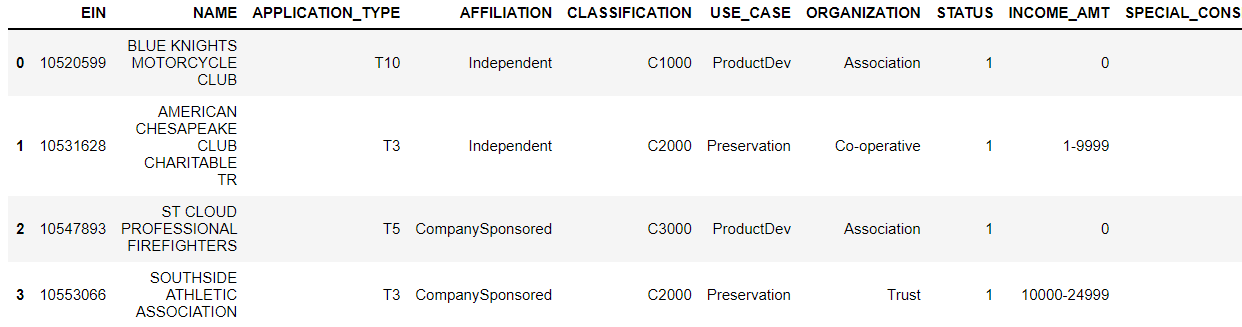 EIN NAME APPLICATION_TYPE AFFILIATION CLASSIFICATION USE_CASE ORGANIZATION STATUS INCOME_AMT SPECIAL_CONS
BLUE KNIGHTS
0 10520599 MOTORCYCLE T10 Independent C1000 ProductDev Association 1 0
CLUB
AMERICAN
CHESAPEAKE
1 10531628 CLUB T3 Independent C2000 Preservation Co-operative 1 1-9999
CHARITABLE
TR
ST CLOUD
2 10547893 PROFESSIONAL T5 CompanySponsored C3000 ProductDev Association 1 0
FIREFIGHTERS
SOUTHSIDE
3 10553066 ATHLETIC T3 CompanySponsored C2000 Preservation Trust 1 10000-24999
ASSOCIATION